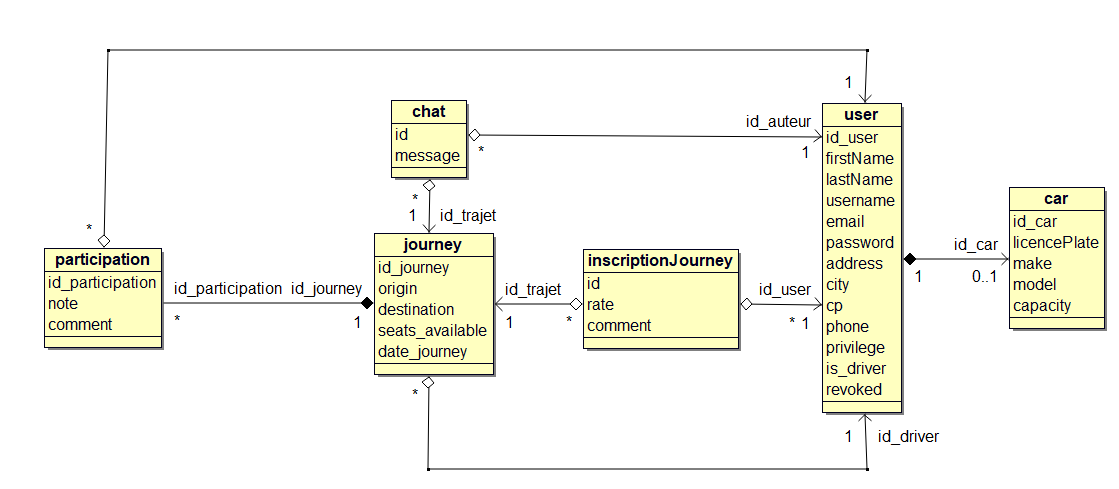 1
chat
id
message
id_auteur
*
1
*
1
id_trajet
user
id_user
firstName
lastName
username
email
password
address
city
cp
phone
privilege
is_driver
revoked
id_car
1
0..1
car
id_car
licencePlate
make
model
capacity
*
participation
id_participation
note
comment
id_participation
id_journey
*
1
journey
id_journey
origin
destination
seats_available
date_journey
id_trajet
1
*
inscriptionJourney
id
rate
comment
id_user
* 1
*
1
id_driver